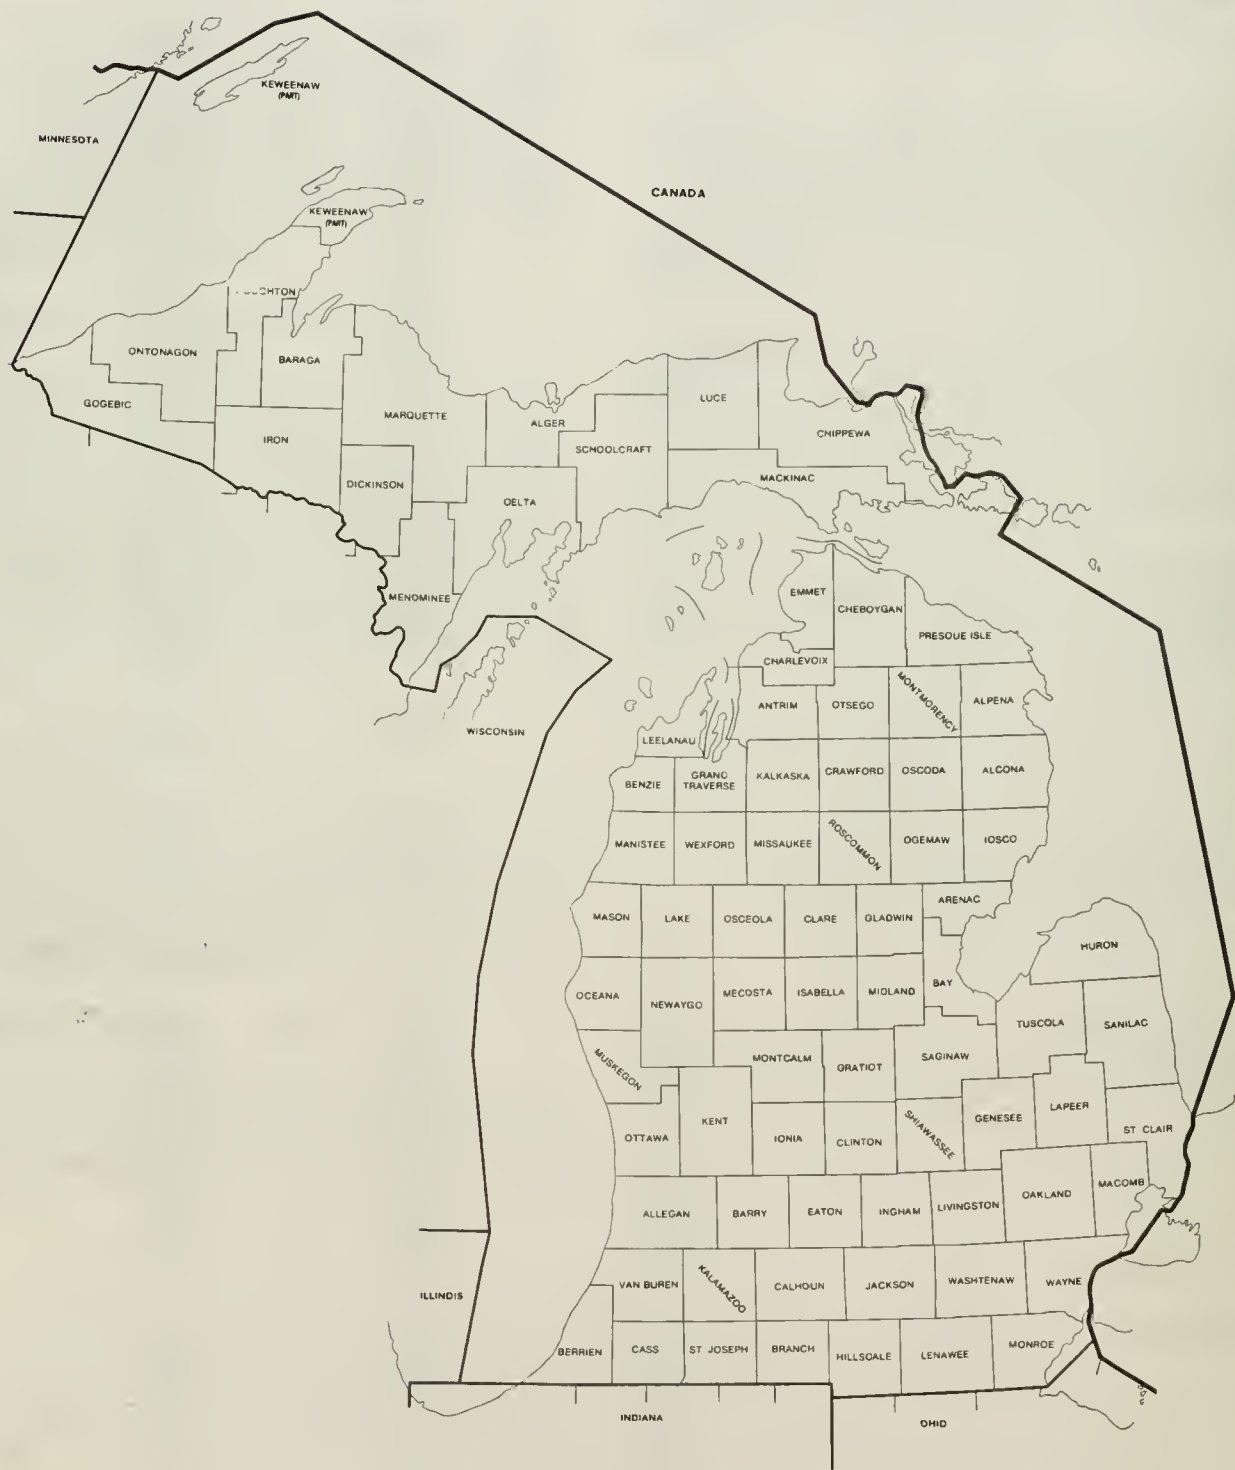 KEWEENAW
(PART)
MINNESOTA
CANADA
KEWEENAW
(PART)
ONTONAGON
BARAGA
GOGEBIC
IRON
MARQUETTE
DICKINSON
MENOMINEE
ALGER
DELTA
SCHOOLCRAFT
LUCE
CHIPPEWA
MACKINAC
WISCONSIN
EMMET
CHEBOYGAN
PRESQUE ISLE
CHARLEVOIX
ANTRIM
OTSEGO
MONTMORENCY
ALPENA
LEELANAU
BENZIE
GRAND
TRAVERSE
KALKASKA
CRAWFORD
OSCODA
ALCONA
MANISTEE
WEXFORD
MISSAUKEE
ROSCOMMON
OGEMAW
IOSCO
MASON
LAKE
OSCEOLA
CLARE
GLADWIN
ARENAC
HURON
OCEANA
NEWAYGO
MECOSTA
ISABELLA
MIDLAND
BAY
TUSCOLA
SANILAC
MUSKEGON
MONTCALM
GRATIOT
SAGINAW
OTTAWA
KENT
IONIA
CLINTON
SHIAWASSEE
GENESEE
LAPEER
ST CLAIR
ALLEGAN
BARRY
EATON
INGHAM
LIVINGSTON
OAKLAND
MACOMB
VAN BUREN
KALAMAZOO
CALHOUN
JACKSON
WASHTENAW
WAYNE
ILLINOIS
BERRIEN
CASS
ST JOSEPH
BRANCH
HILLSDALE
LENAWEE
MONROE
INDIANA
OHIO